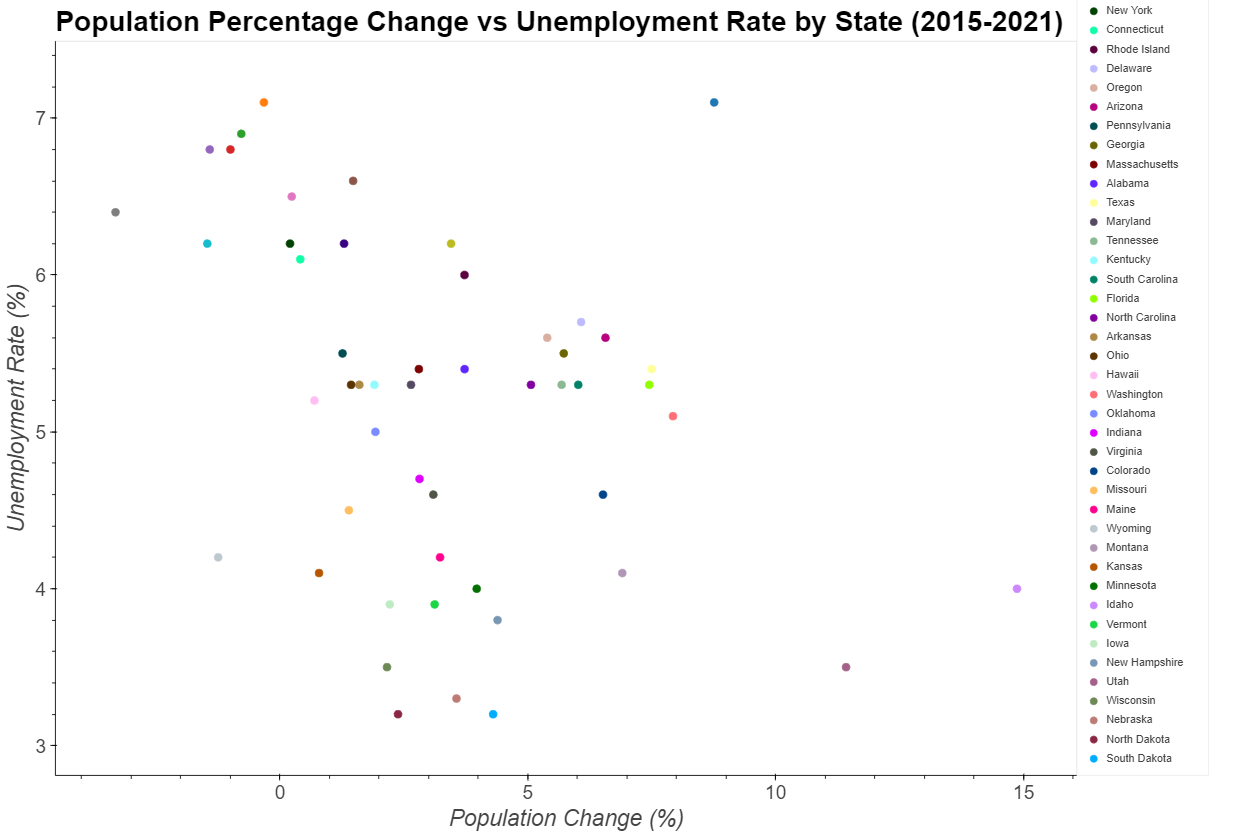 Population Percentage Change vs Unemployment Rate by State (2015-2021)
Unemployment Rate (%)
7
6
5
4
3
0
5
10
15
Population Change (%)
New York
Connecticut
Rhode Island
Delaware
Oregon
Arizona
Pennsylvania
Georgia
Massachusetts
Alabama
Texas
Maryland
Tennessee
Kentucky
South Carolina
Florida
North Carolina
Arkansas
Ohio
Hawaii
Washington
Oklahoma
Indiana
Virginia
Colorado
Missouri
Maine
Wyoming
Montana
Kansas
Minnesota
Idaho
Vermont
Iowa
New Hampshire
Utah
Wisconsin
Nebraska
North Dakota
South Dakota